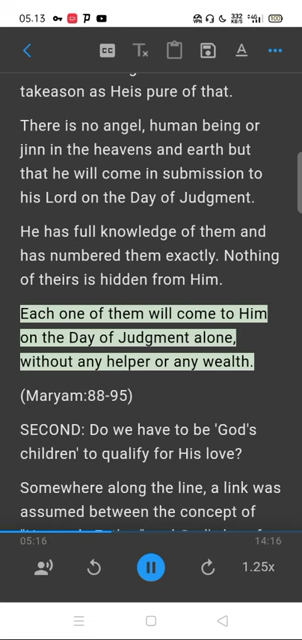 05.13
332 KB/S
CC
takeason as Heis pure of that.
There is no angel, human being or
jinn in the heavens and earth but
that he will come in submission to
his Lord on the Day of Judgment.
He has full knowledge of them and
has numbered them exactly. Nothing
of theirs is hidden from Him.
Each one of them will come to Him
on the Day of Judgment alone,
without any helper or any wealth.
(Maryam:88-95)
SECOND: Do we have to be 'God's
children' to qualify for His love?
Somewhere along the line, a link was
assumed between the concept of
05:16
14:16
1.25x